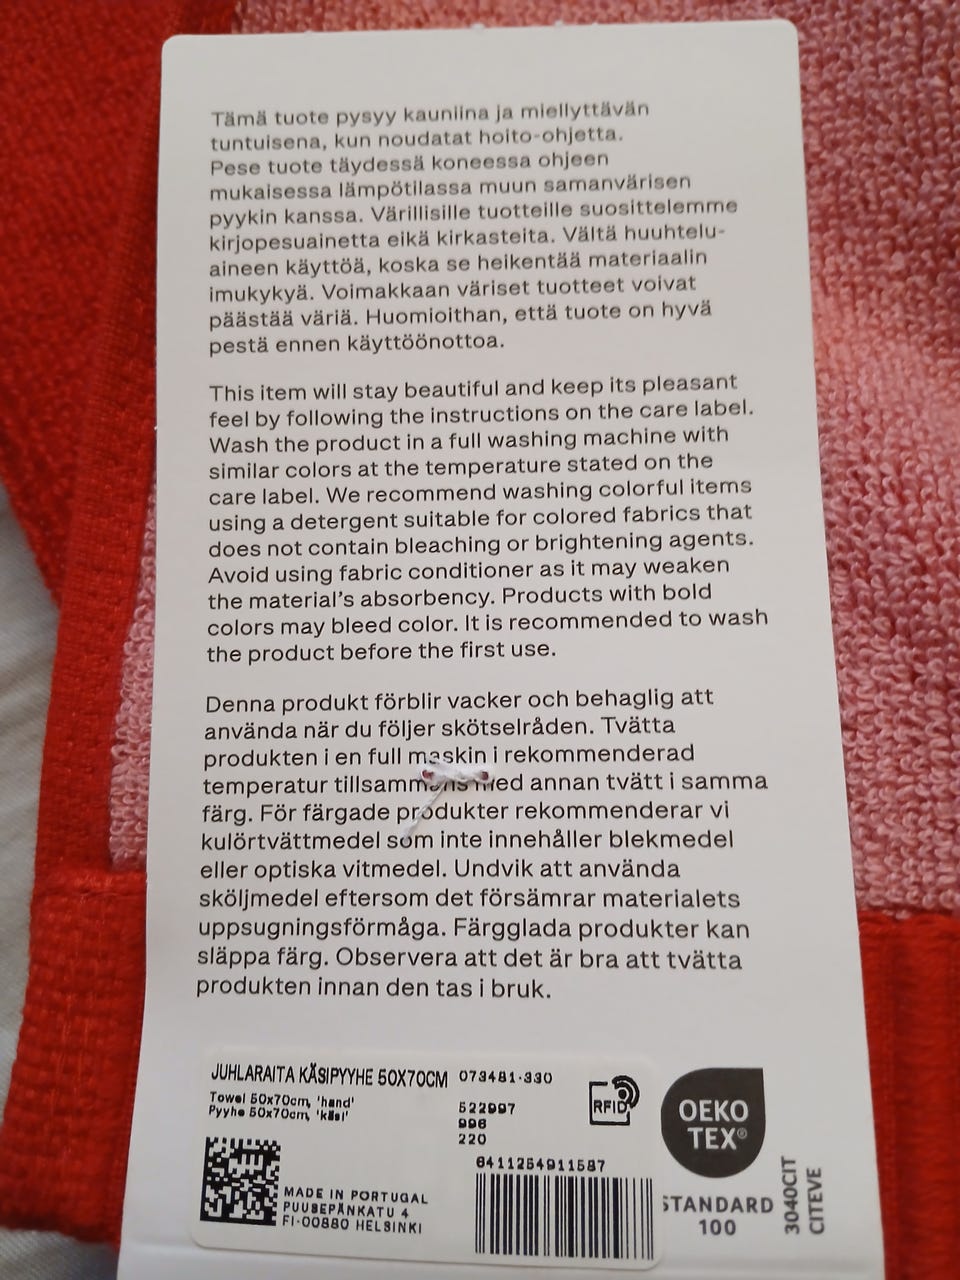 Tämä tuote pysyy kauniina ja miellyttävän
tuntuisena, kun noudatat hoito-ohjetta.
Pese tuote täydessä koneessa ohjeen
mukaisessa lämpötilassa muun samanvärisen
pyykin kanssa. Värillisille tuotteille suosittelemme
kirjopesuainetta eikä kirkasteita. Vältä huuhtelu-
aineen käyttöä, koska se heikentää materiaalin
imukykyä. Voimakkaan väriset tuotteet voivat
päästää väriä. Huomioithan, että tuote on hyvä
pestä ennen käyttöönottoa.
This item will stay beautiful and keep its pleasant
feel by following the instructions on the care label.
Wash the product in a full washing machine with
similar colors at the temperature stated on the
care label. We recommend washing colorful items
using a detergent suitable for colored fabrics that
does not contain bleaching or brightening agents.
Avoid using fabric conditioner as it may weaken
the material's absorbency. Products with bold
colors may bleed color. It is recommended to wash
the product before the first use.
Denna produkt förblir vacker och behaglig att
använda när du följer skötselråden. Tvätta
produkten i en full maskin i rekommenderad
temperatur tillsammans med annan tvätt i samma
färg. För färgade produkter rekommenderar vi
kulörtvättmedel som inte innehåller blekmedel
eller optiska vitmedel. Undvik att använda
sköljmedel eftersom det försämrar materialets
uppsugningsförmåga. Färgglada produkter kan
släppa färg. Observera att det är bra att tvätta
produkten innan den tas i bruk.
JUHLARAITA KÄSIPYYHE 50X70CM 073481-330
Towel 50x70cm, 'hand'
Pyyhe 50x70cm, 'käsi'
522997
996
220
RFID
6411254911587
MADE IN PORTUGAL
PUUSEPÄNKATU 4
FI-00880 HELSINKI
OEKO
TEX®
STANDARD
100
3040CIT
CITEVE